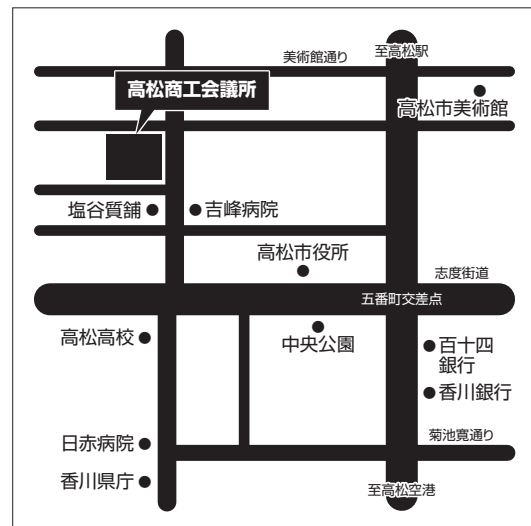 美術館通り
至高松駅
高松商工会議所
高松市美術館
塩谷質舗
吉峰病院
高松市役所
志度街道
五番町交差点
高松高校
中央公園
百十四
銀行
香川銀行
日赤病院
菊池寛通り
香川県庁
至高松空港